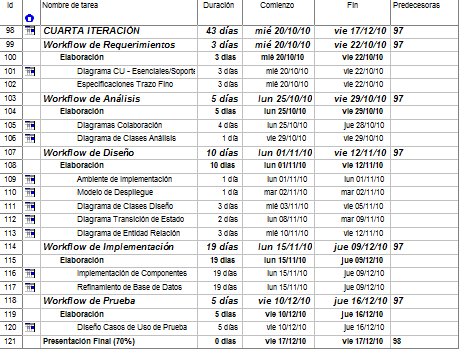 Id Nombre de tarea Duración Comienzo Fin Predecesoras
98 CUARTA ITERACIÓN 43 días mié 20/10/10 vie 17/12/10 97
99 Workflow de Requerimientos 3 días mié 20/10/10 vie 22/10/10 97
100 Elaboración 3 días mié 20/10/10 vie 22/10/10
101 Diagrama CU - Esenciales/Soporte 3 días mié 20/10/10 vie 22/10/10
102 Especificaciones Trazo Fino 3 días mié 20/10/10 vie 22/10/10
103 Workflow de Análisis 5 días lun 25/10/10 vie 29/10/10 97
104 Elaboración 5 días lun 25/10/10 vie 29/10/10
105 Diagramas Colaboración 4 días lun 25/10/10 jue 28/10/10
106 Diagrama de Clases Análisis 1 día vie 29/10/10 vie 29/10/10
107 Workflow de Diseño 10 días lun 01/11/10 vie 12/11/10 97
108 Elaboración 10 días lun 01/11/10 vie 12/11/10
109 Ambiente de Implementación 1 día lun 01/11/10 lun 01/11/10
110 Modelo de Despliegue 1 día mar 02/11/10 mar 02/11/10
111 Diagrama de Clases Diseño 3 días mié 03/11/10 vie 05/11/10
112 Diagrama Transición de Estado 2 días lun 08/11/10 mar 09/11/10
113 Diagrama de Entidad Relación 3 días mié 10/11/10 vie 12/11/10
114 Workflow de Implementación 19 días lun 15/11/10 jue 09/12/10 97
115 Elaboración 19 días lun 15/11/10 jue 09/12/10
116 Implementación de Componentes 19 días lun 15/11/10 jue 09/12/10
117 Refinamiento de Base de Datos 19 días lun 15/11/10 jue 09/12/10
118 Workflow de Prueba 5 días vie 10/12/10 jue 16/12/10 97
119 Elaboración 5 días vie 10/12/10 jue 16/12/10
120 Diseño Casos de Uso de Prueba 5 días vie 10/12/10 jue 16/12/10
121 Presentación Final (70%) 0 días vie 17/12/10 vie 17/12/10 98